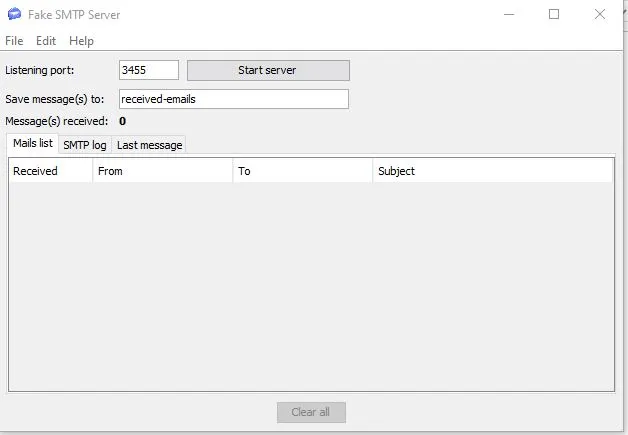 Fake SMTP Server
File Edit Help
Listening port: 3455 Start server
Save message(s) to: received-emails
Message(s) received: 0
Mails list SMTP log Last message
Received From To Subject
Clear all